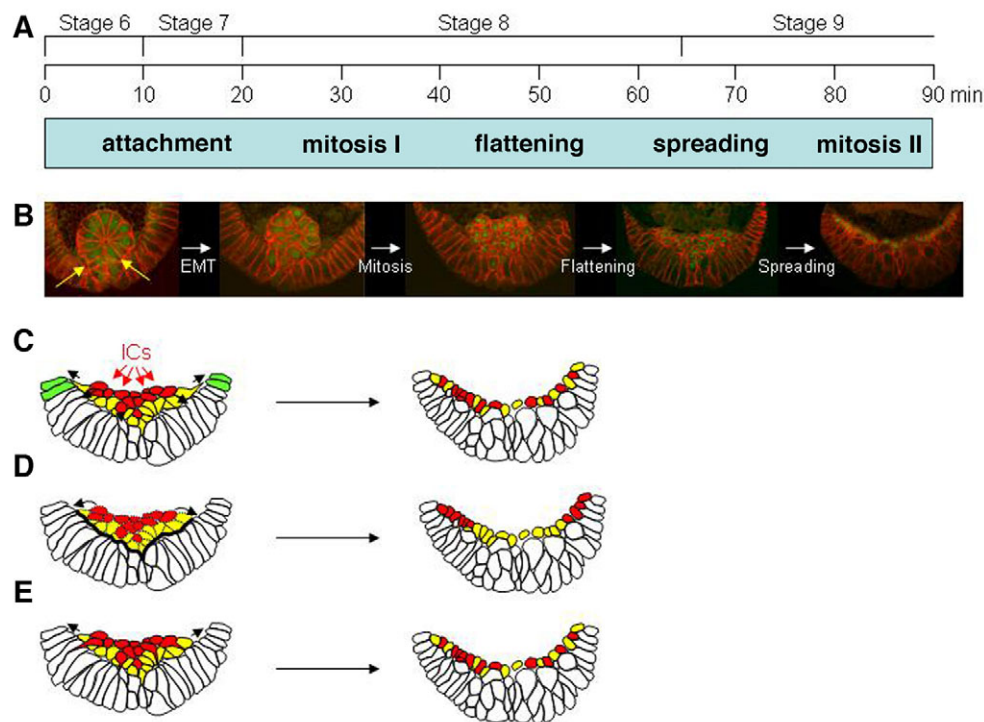 A
Stage 6 Stage 7 Stage 8 Stage 9
0 10 20 30 40 50 60 70 80 90 min
attachment mitosis I flattening spreading mitosis II
B
EMT Mitosis Flattening Spreading
C
ICs
D
E